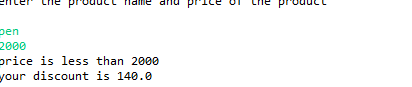 enter the product name and price of the product
pen
2000
price is less than 2000
your discount is 140.0